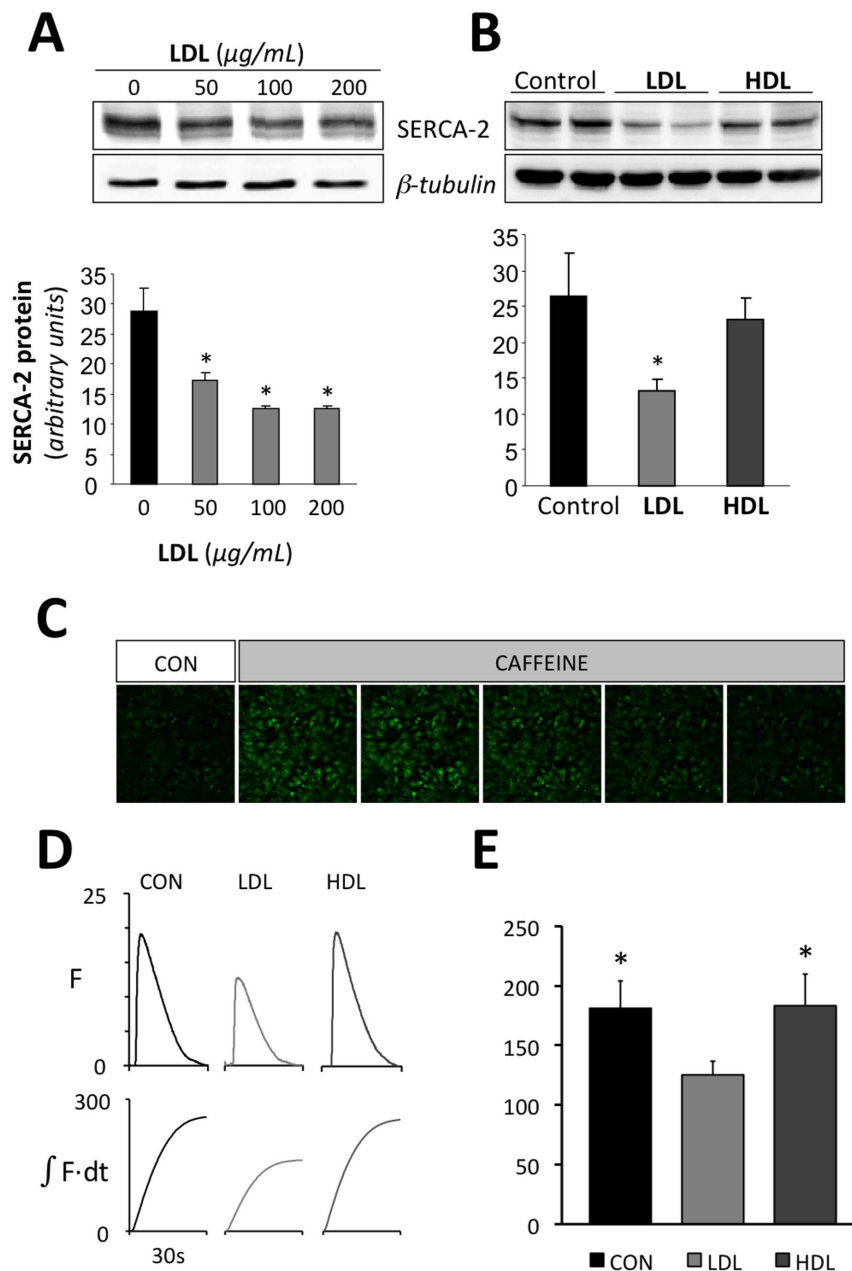 A
LDL (µg/mL)
0 50 100 200
SERCA-2
β-tubulin
SERCA-2 protein
(arbitrary units)
35
30
25
20
15
10
5
0
*
*
*
0 50 100 200
LDL (µg/mL)
B
Control LDL HDL
35
30
25
20
15
10
5
0
*
Control LDL HDL
C
CON CAFFEINE
D
CON LDL HDL
25
F
0
300
∫ F·dt
0
30s
E
250
200
150
100
50
0
*
*
CON LDL HDL